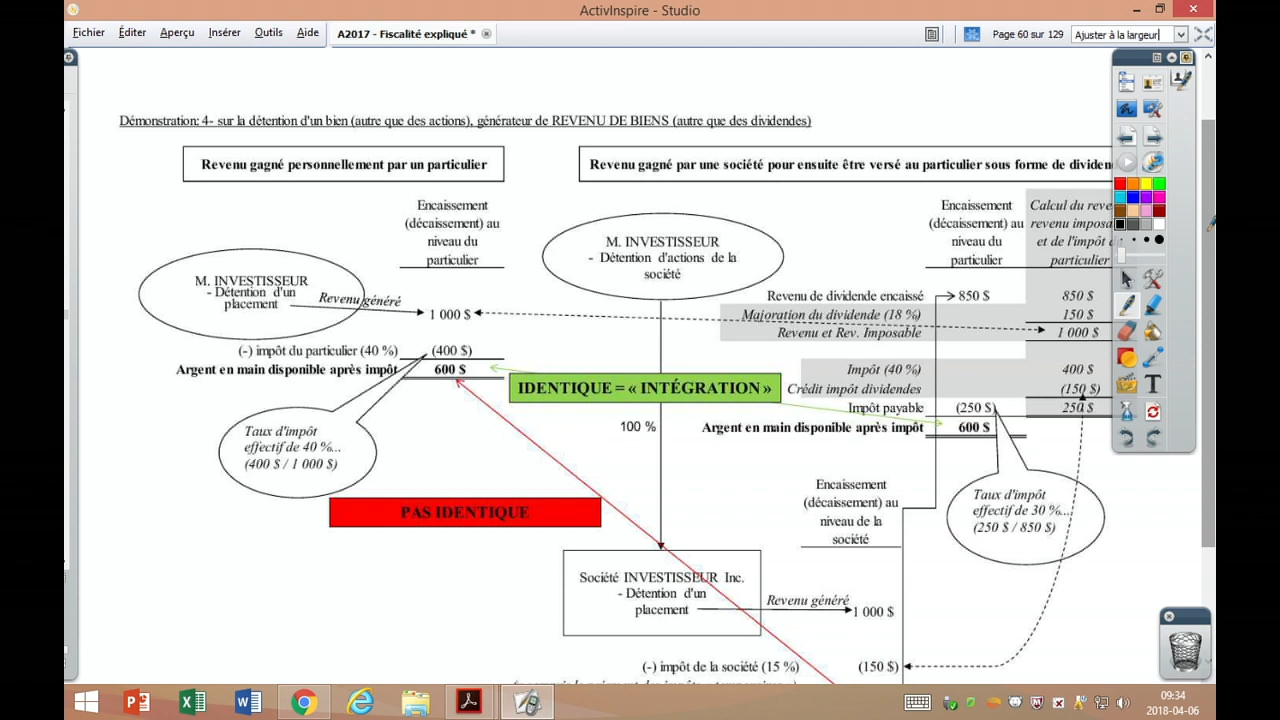 ActivInspire - Studio
Fichier Éditer Aperçu Insérer Outils Aide
A2017 - Fiscalité expliqué *
Page 60 sur 129
Ajuster à la largeur
Démonstration: 4- sur la détention d'un bien (autre que des actions), générateur de REVENU DE BIENS (autre que des dividendes)
Revenu gagné personnellement par un particulier
Revenu gagné par une société pour ensuite être versé au particulier sous forme de
Encaissement
(décaissement) au
niveau du
particulier
M. INVESTISSEUR
- Détention d'un
placement
Revenu généré
1 000 $
(-) impôt du particulier (40 %)
(400 $)
Argent en main disponible après impôt
600 $
Taux d'impôt
effectif de 40 %...
(400 $ / 1 000 $)
PAS IDENTIQUE
IDENTIQUE = « INTÉGRATION »
M. INVESTISSEUR
- Détention d'actions de la
société
100 %
Encaissement
(décaissement) au
niveau du
particulier
Calcul du
revenu
et de l'impôt
particulier
Revenu de dividende encaissé
850 $
850 $
Majoration du dividende (18 %)
150 $
Revenu et Rev. Imposable
1 000 $
Impôt (40 %)
400 $
Crédit impôt dividendes
(150 $)
Impôt payable
(250 $)
250 $
Argent en main disponible après impôt
600 $
Taux d'impôt
effectif de 30 %...
(250 $ / 850 $)
Encaissement
(décaissement) au
niveau de la
société
Société INVESTISSEUR Inc.
- Détention d'un
placement
Revenu généré
1 000 $
(-) impôt de la société (15 %)
(150 $)
09:34
2018-04-06